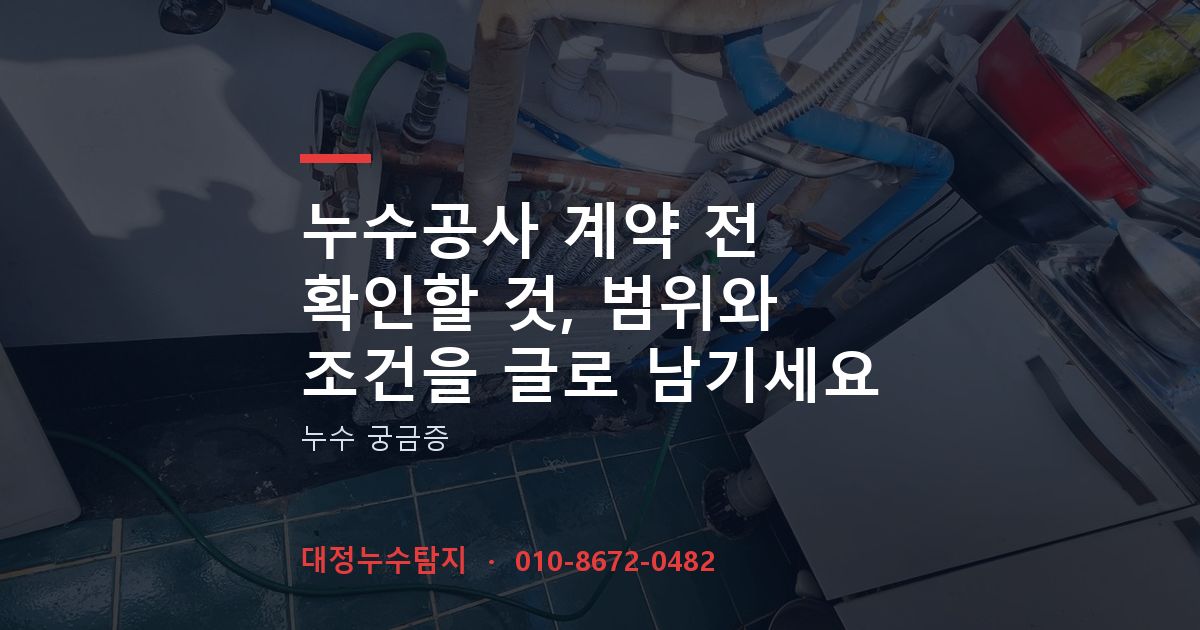 누수공사 계약 전
확인할 것, 범위와
조건을 글로 남기세요
누수 궁금증
대정누수탐지 · 010-8672-0482